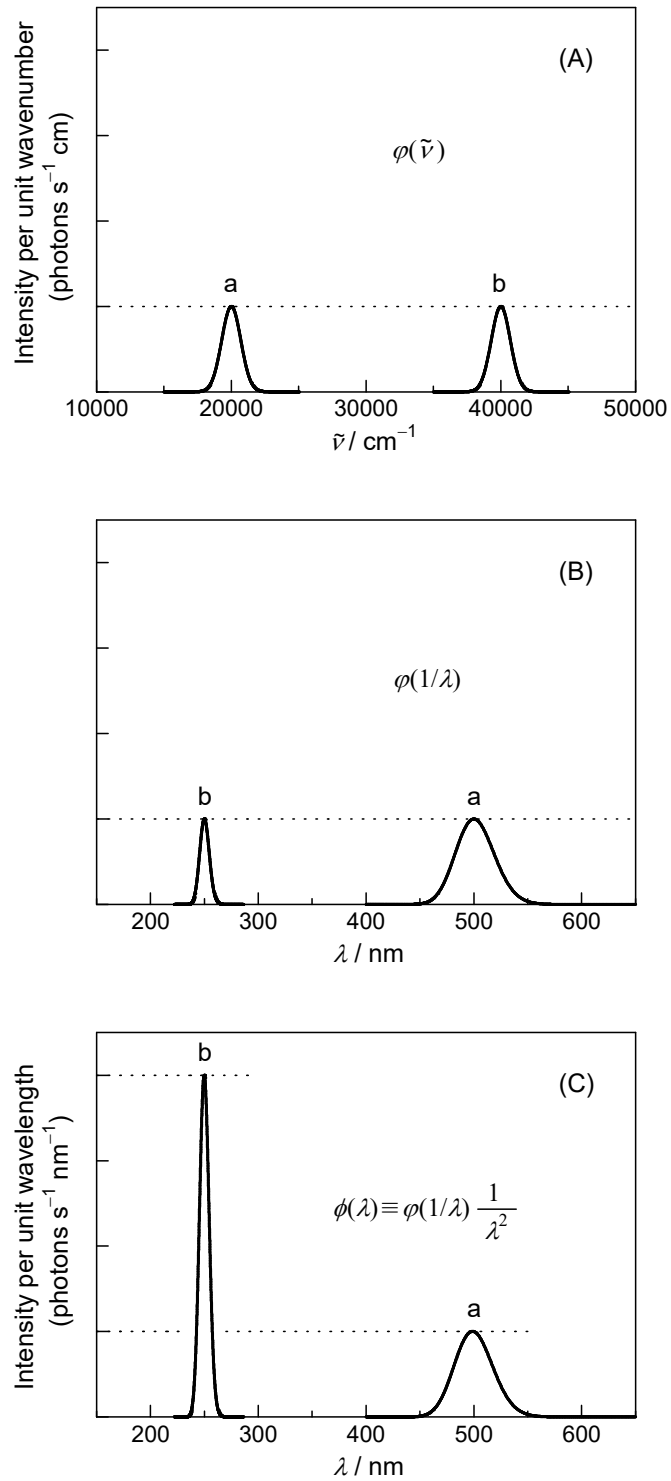 Intensity per unit wavenumber
(photons s⁻¹ cm)
(A)
φ(ν̃)
a
b
10000 20000 30000 40000 50000
ν̃ / cm⁻¹
(B)
φ(1/λ)
b
a
200 300 400 500 600
λ / nm
Intensity per unit wavelength
(photons s⁻¹ nm⁻¹)
b
(C)
ϕ(λ) ≡ φ(1/λ) 1/λ²
a
200 300 400 500 600
λ / nm